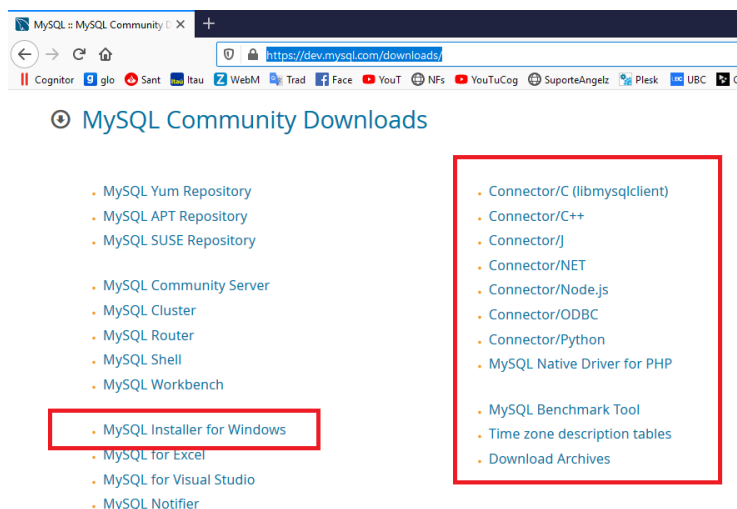 MySQL :: MySQL Community D
https://dev.mysql.com/downloads/
Cognitor glo Sant Itau WebM Trad Face YouT NFs YouTuCog SuporteAngelz Plesk UBC
MySQL Community Downloads
MySQL Yum Repository
MySQL APT Repository
MySQL SUSE Repository
MySQL Community Server
MySQL Cluster
MySQL Router
MySQL Shell
MySQL Workbench
MySQL Installer for Windows
MySQL for Excel
MySQL for Visual Studio
MySQL Notifier
Connector/C (libmysqlclient)
Connector/C++
Connector/J
Connector/NET
Connector/Node.js
Connector/ODBC
Connector/Python
MySQL Native Driver for PHP
MySQL Benchmark Tool
Time zone description tables
Download Archives